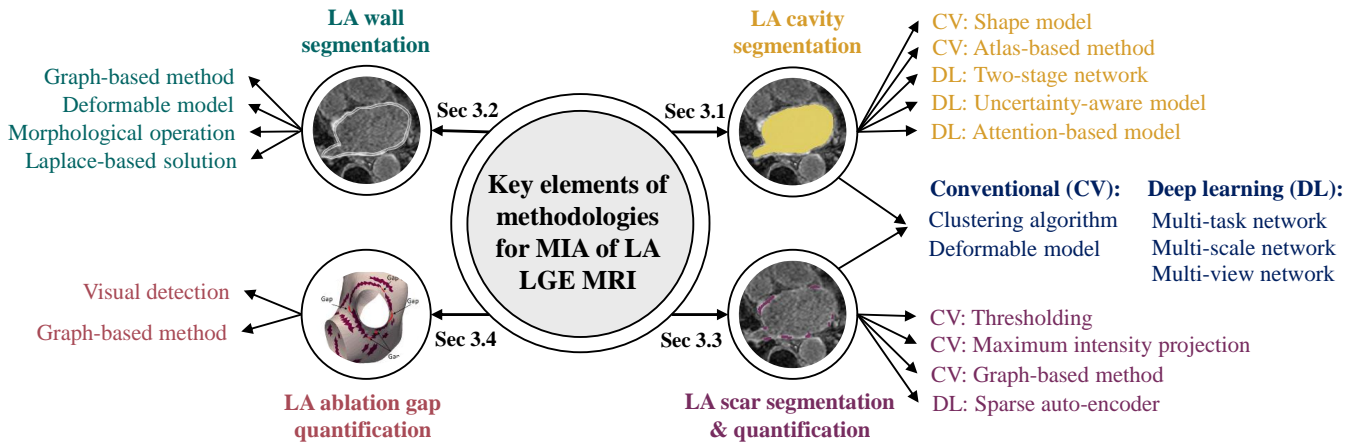 LA wall
segmentation
Graph-based method
Deformable model
Morphological operation
Laplace-based solution
Sec 3.2
LA cavity
segmentation
Sec 3.1
CV: Shape model
CV: Atlas-based method
DL: Two-stage network
DL: Uncertainty-aware model
DL: Attention-based model
Key elements of
methodologies
for MIA of LA
LGE MRI
Conventional (CV):
Clustering algorithm
Deformable model
Deep learning (DL):
Multi-task network
Multi-scale network
Multi-view network
Visual detection
Graph-based method
Gap
Gap
Gap
Gap
Sec 3.4
LA ablation gap
quantification
Sec 3.3
LA scar segmentation
& quantification
CV: Thresholding
CV: Maximum intensity projection
CV: Graph-based method
DL: Sparse auto-encoder